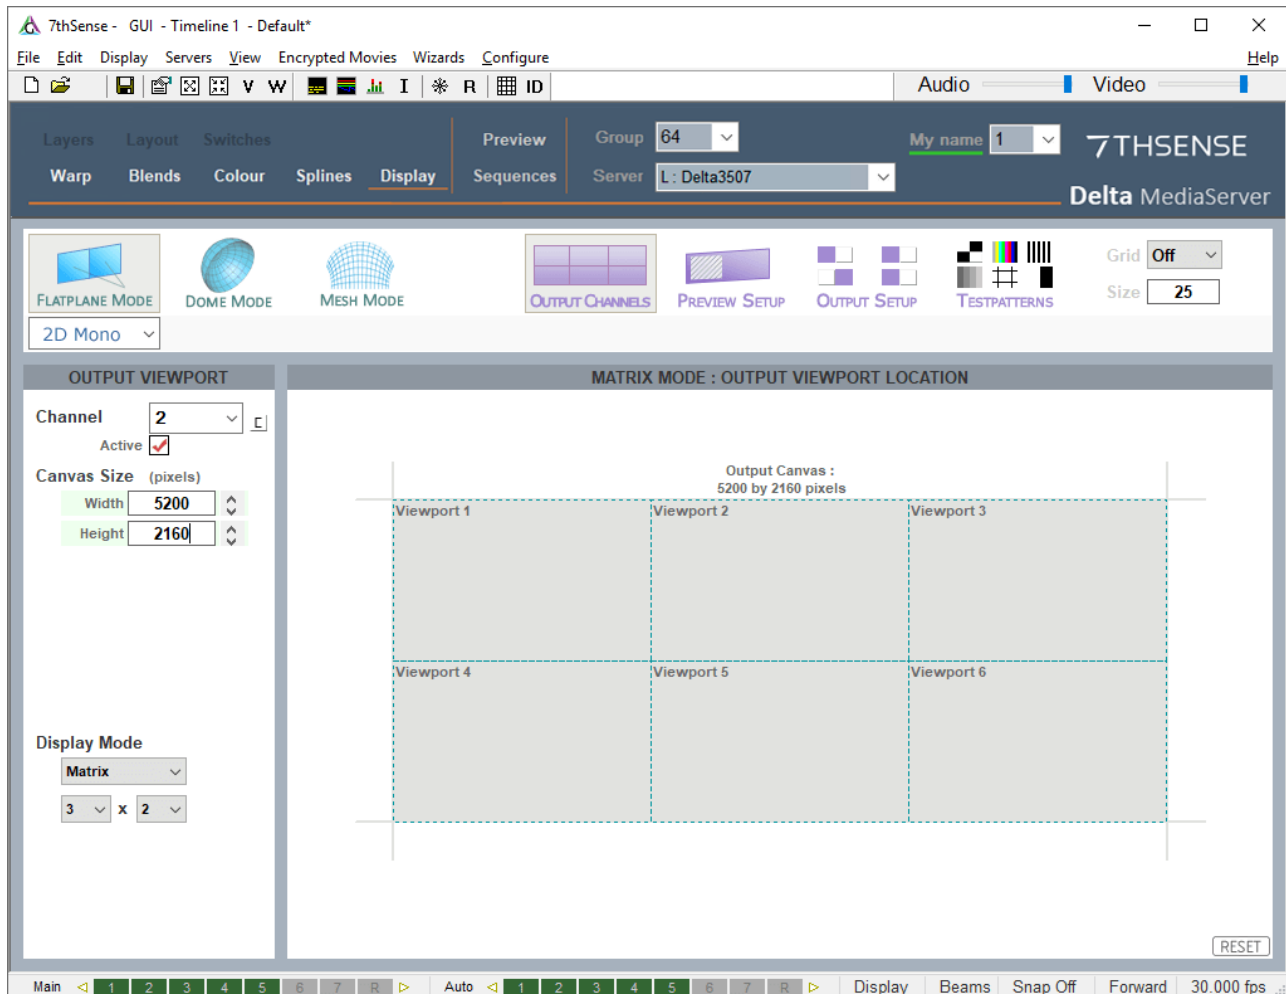 7thSense - GUI - Timeline 1 - Default*
File Edit Display Servers View Encrypted Movies Wizards Configure Help
V W I R ID Audio Video
Layers Layout Switches Preview Group 64 My name 1 7THSENSE
Warp Blends Colour Splines Display Sequences Server L : Delta3507
Delta MediaServer
Grid Off
FLATPLANE MODE DOME MODE MESH MODE OUTPUT CHANNELS PREVIEW SETUP OUTPUT SETUP TESTPATTERNS Size 25
2D Mono
OUTPUT VIEWPORT
MATRIX MODE : OUTPUT VIEWPORT LOCATION
Channel 2
Active
Canvas Size (pixels)
Width 5200
Height 2160
Display Mode
Matrix
3 x 2
Output Canvas :
5200 by 2160 pixels
Viewport 1 Viewport 2 Viewport 3
Viewport 4 Viewport 5 Viewport 6
RESET
Main 1 2 3 4 5 6 7 R Auto 1 2 3 4 5 6 7 R Display Beams Snap Off Forward 30.000 fps